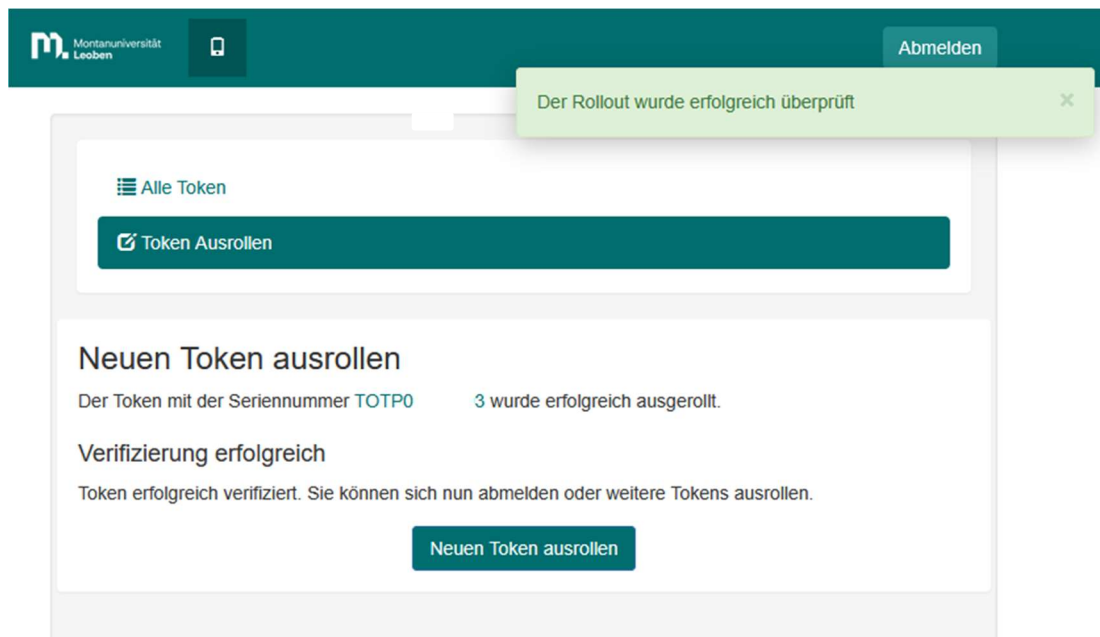 Montanuniversität
Leoben
Abmelden
Der Rollout wurde erfolgreich überprüft
Alle Token
Token Ausrollen
Neuen Token ausrollen
Der Token mit der Seriennummer TOTP0 3 wurde erfolgreich ausgerollt.
Verifizierung erfolgreich
Token erfolgreich verifiziert. Sie können sich nun abmelden oder weitere Tokens ausrollen.
Neuen Token ausrollen